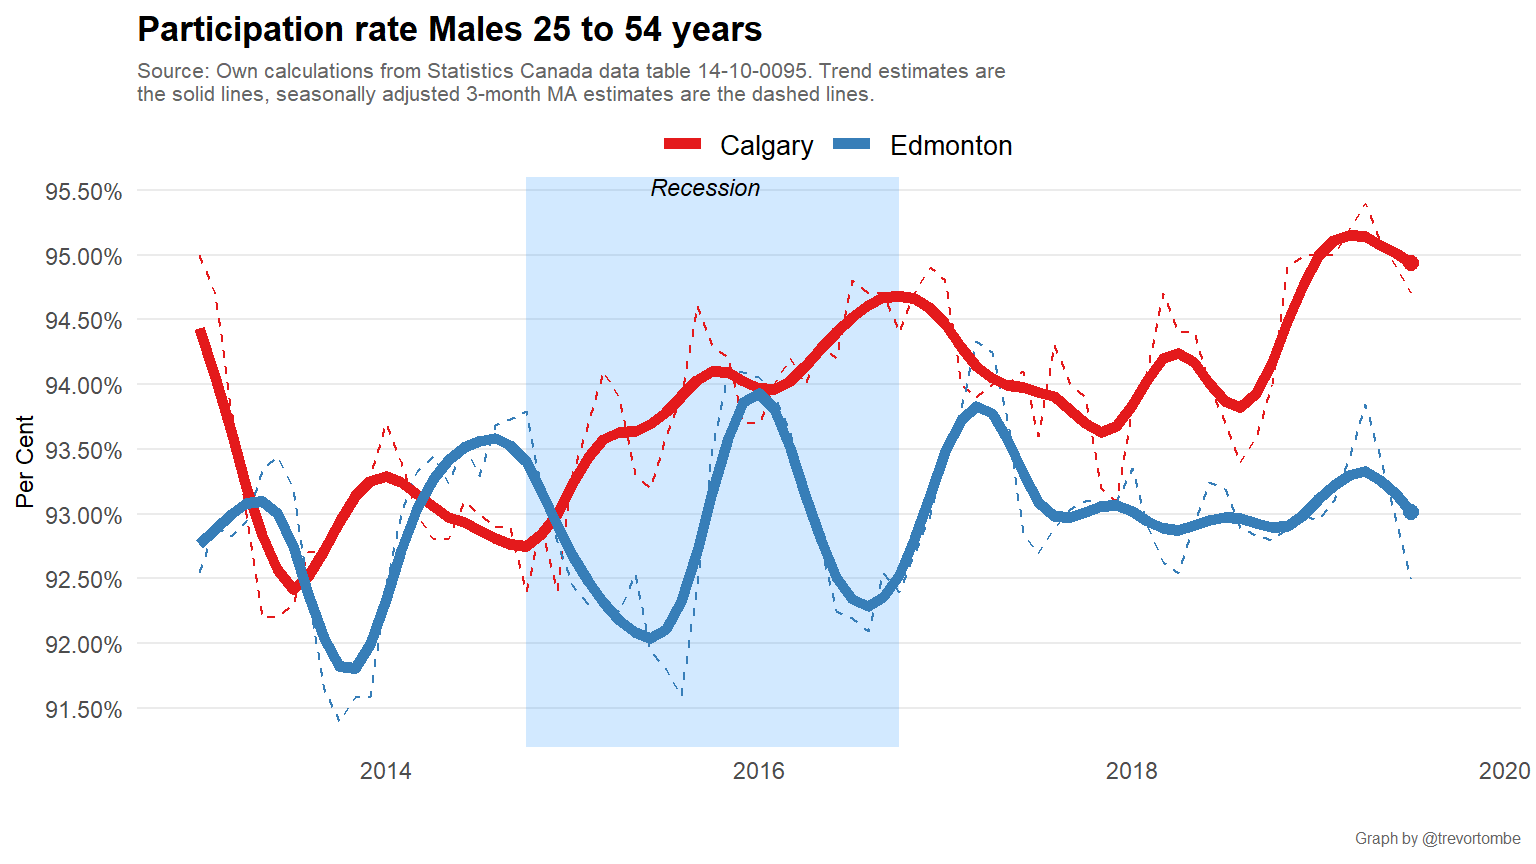 Participation rate Males 25 to 54 years
Source: Own calculations from Statistics Canada data table 14-10-0095. Trend estimates are
the solid lines, seasonally adjusted 3-month MA estimates are the dashed lines.
Calgary Edmonton
Recession
95.50%
95.00%
94.50%
94.00%
93.50%
93.00%
92.50%
92.00%
91.50%
Per Cent
2014 2016 2018 2020
Graph by @trevortombe